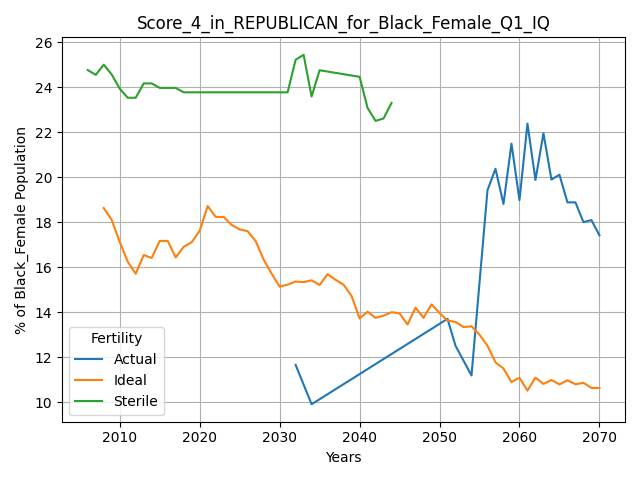 Score_4_in_REPUBLICAN_for_Black_Female_Q1_IQ
% of Black_Female Population
26
24
22
20
18
16
14
12
10
Fertility
Actual
Ideal
Sterile
2010 2020 2030 2040 2050 2060 2070
Years